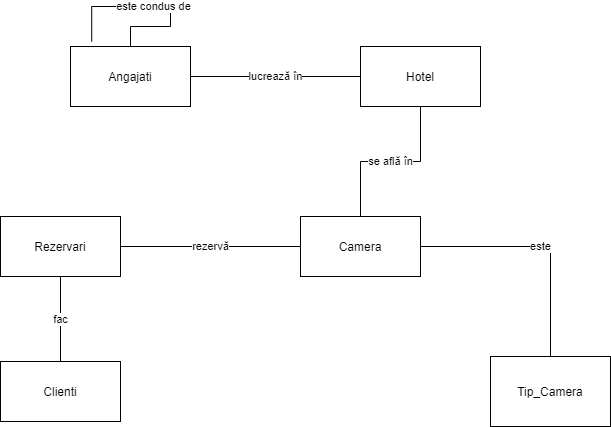 este condus de
Angajati
lucrează în
Hotel
se află în
Rezervari
rezervă
Camera
este
fac
Clienti
Tip_Camera